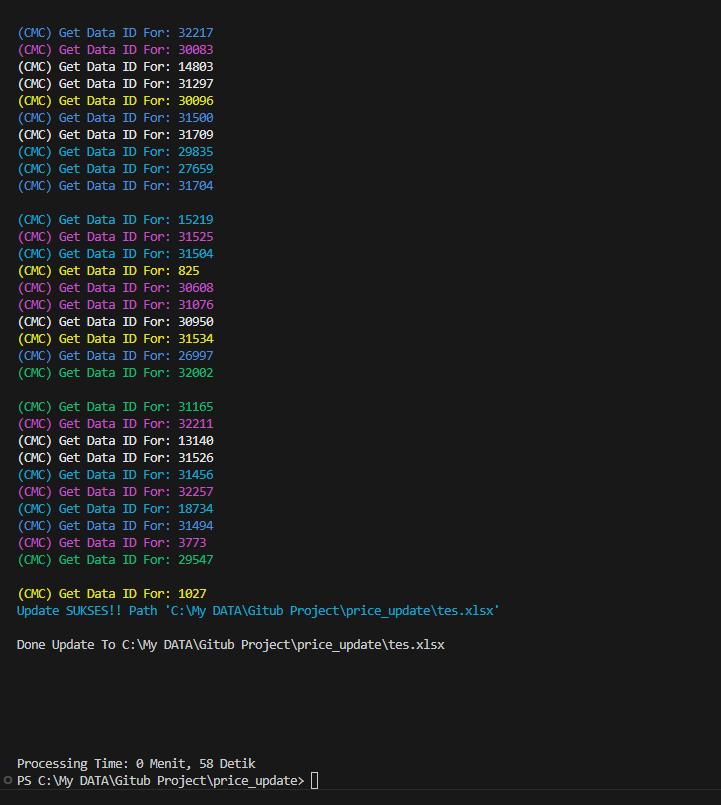 (CMC) Get Data ID For: 32217
(CMC) Get Data ID For: 30083
(CMC) Get Data ID For: 14803
(CMC) Get Data ID For: 31297
(CMC) Get Data ID For: 30096
(CMC) Get Data ID For: 31500
(CMC) Get Data ID For: 31709
(CMC) Get Data ID For: 29835
(CMC) Get Data ID For: 27659
(CMC) Get Data ID For: 31704
(CMC) Get Data ID For: 15219
(CMC) Get Data ID For: 31525
(CMC) Get Data ID For: 31504
(CMC) Get Data ID For: 825
(CMC) Get Data ID For: 30608
(CMC) Get Data ID For: 31076
(CMC) Get Data ID For: 30950
(CMC) Get Data ID For: 31534
(CMC) Get Data ID For: 26997
(CMC) Get Data ID For: 32002
(CMC) Get Data ID For: 31165
(CMC) Get Data ID For: 32211
(CMC) Get Data ID For: 13140
(CMC) Get Data ID For: 31526
(CMC) Get Data ID For: 31456
(CMC) Get Data ID For: 32257
(CMC) Get Data ID For: 18734
(CMC) Get Data ID For: 31494
(CMC) Get Data ID For: 3773
(CMC) Get Data ID For: 29547
(CMC) Get Data ID For: 1027
Update SUKSES!! Path 'C:\My DATA\Gitub Project\price_update\tes.xlsx'
Done Update To C:\My DATA\Gitub Project\price_update\tes.xlsx
Processing Time: 0 Menit, 58 Detik
PS C:\My DATA\Gitub Project\price_update>